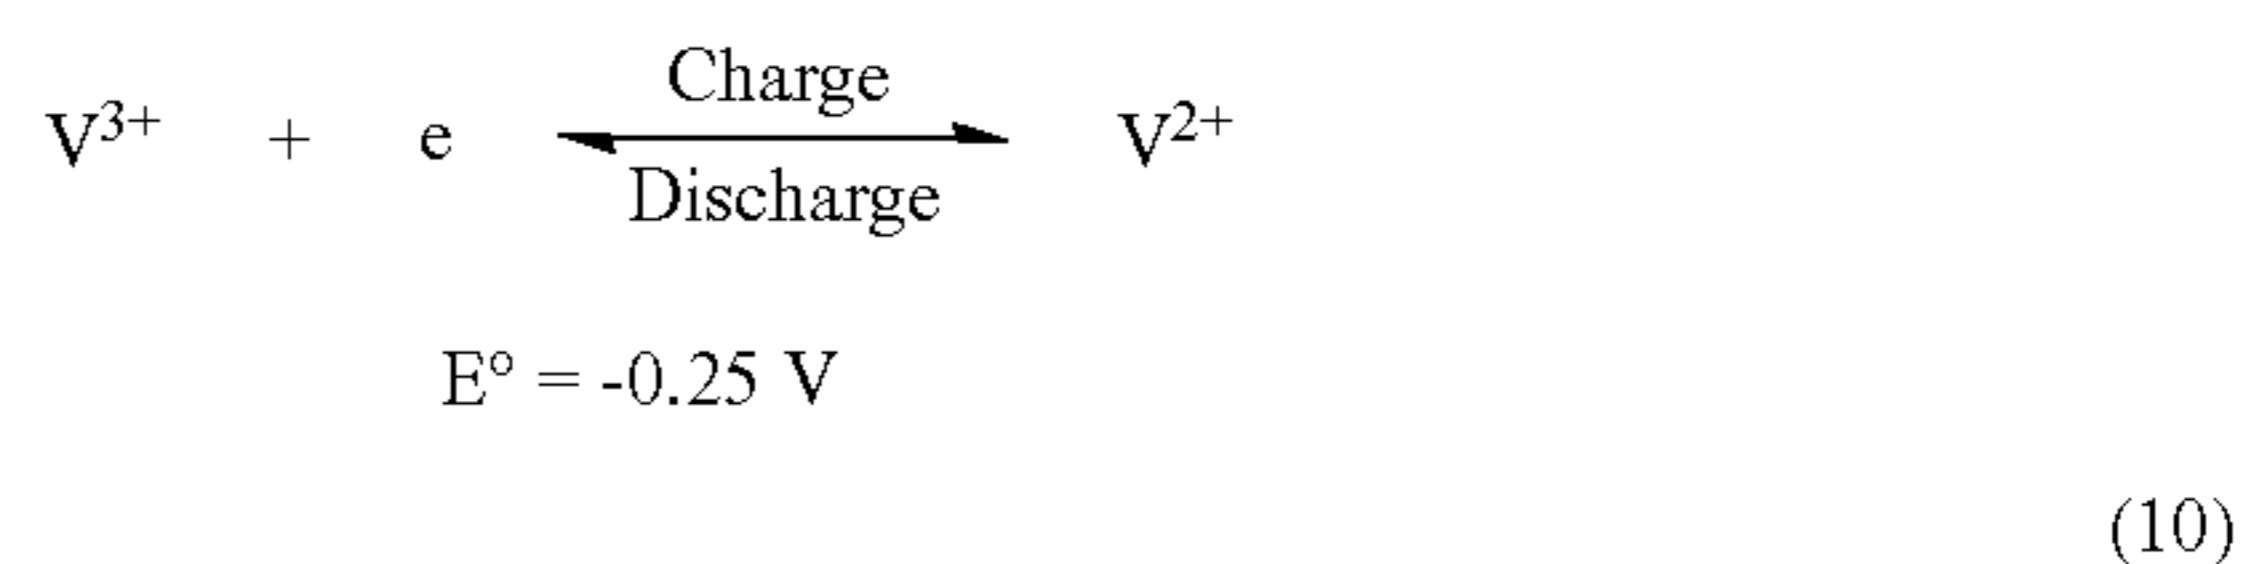 Charge
V³⁺ + e ⇌ V²⁺
Discharge
E° = -0.25 V
(10)